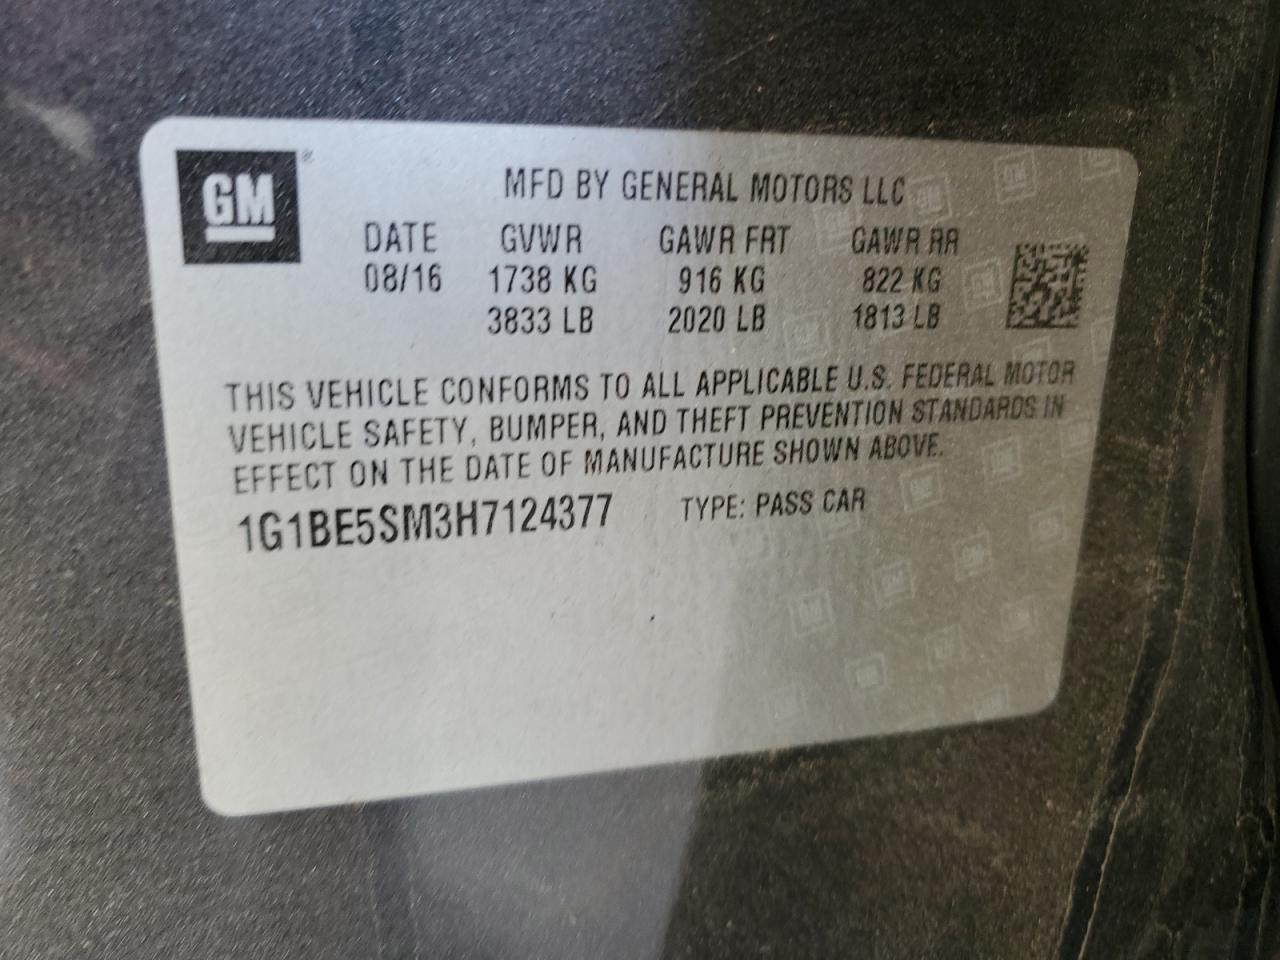 GM®
MFD BY GENERAL MOTORS LLC
DATE GVWR GAWR FRT GAWR RR
08/16 1738 KG 916 KG 822 KG
3833 LB 2020 LB 1813 LB
THIS VEHICLE CONFORMS TO ALL APPLICABLE U.S. FEDERAL MOTOR
VEHICLE SAFETY, BUMPER, AND THEFT PREVENTION STANDARDS IN
EFFECT ON THE DATE OF MANUFACTURE SHOWN ABOVE.
1G1BE5SM3H7124377 TYPE: PASS CAR